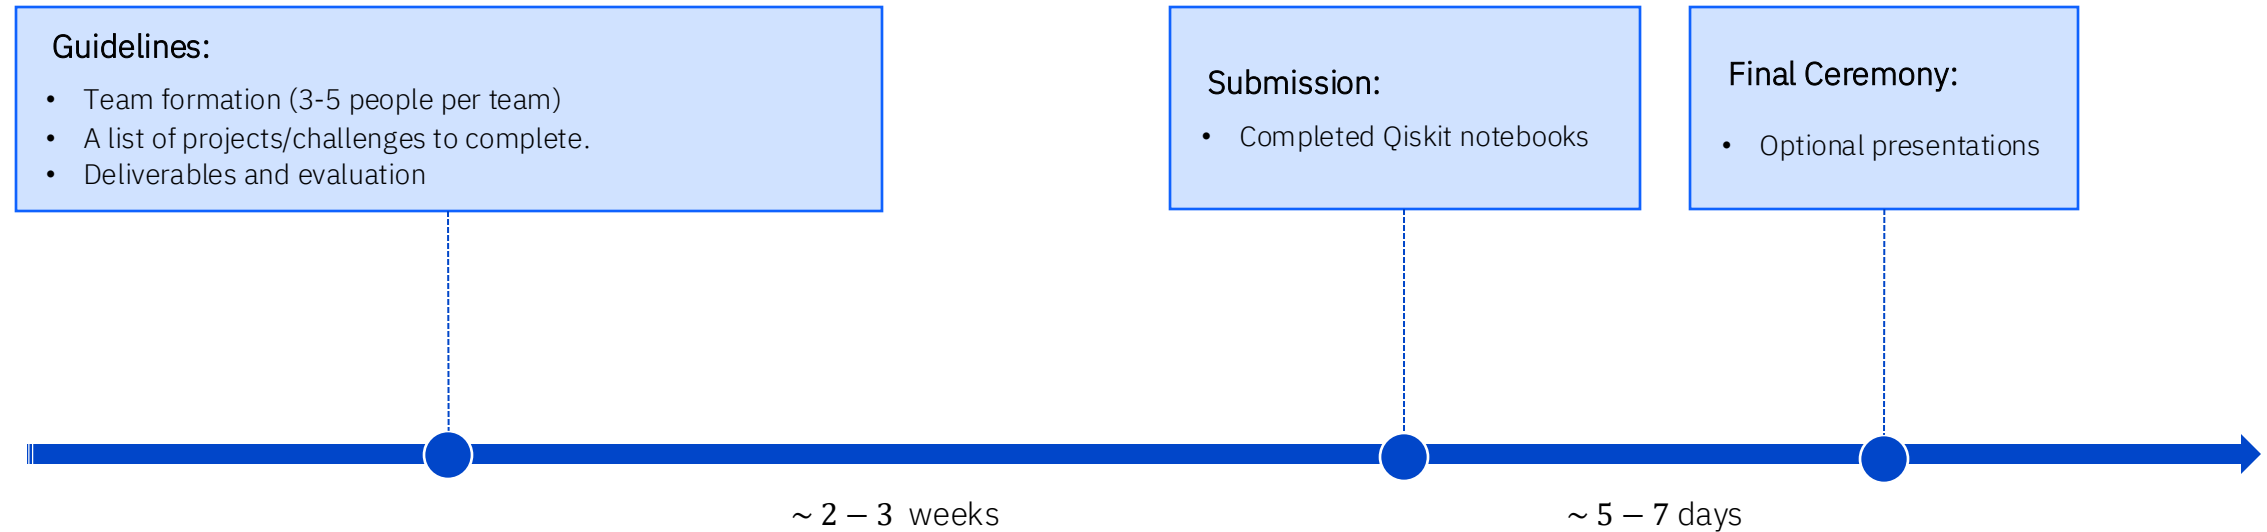 Guidelines:
• Team formation (3-5 people per team)
• A list of projects/challenges to complete.
• Deliverables and evaluation
Submission:
• Completed Qiskit notebooks
Final Ceremony:
• Optional presentations
~ 2 – 3 weeks
~ 5 – 7 days